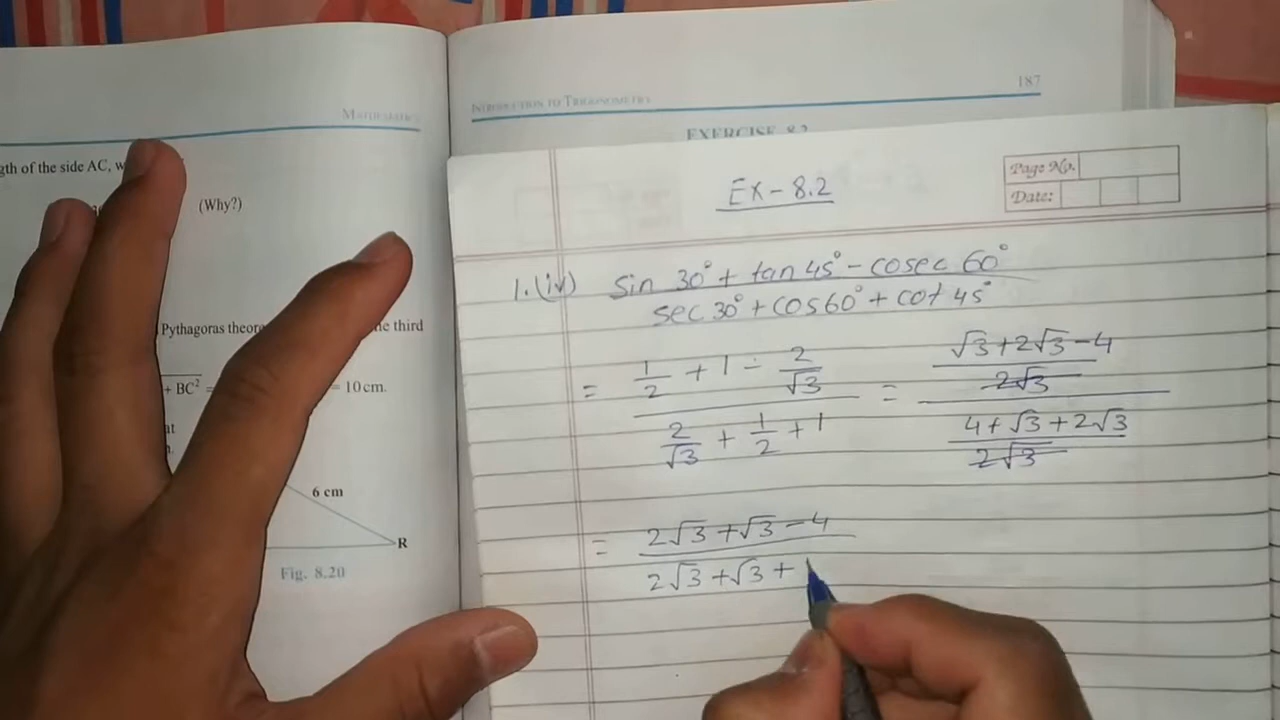 MATHEMATICS
gth of the side AC, w
(Why?)
Pythagoras theore
he third
+ BC² =
= 10 cm.
at
6 cm
R
Fig. 8.20
INTRODUCTION TO TRIGONOMETRY
187
EXERCISE 8.2
Page No.
Date:
Ex - 8.2
1.(iv) sin 30° + tan 45° - cosec 60°
sec 30° + cos 60° + cot 45°
= 1/2 + 1 - 2/√3 = √3 + 2√3 - 4 / 2√3
2/√3 + 1/2 + 1 4 + √3 + 2√3 / 2√3
= 2√3 + √3 - 4
2√3 + √3 +